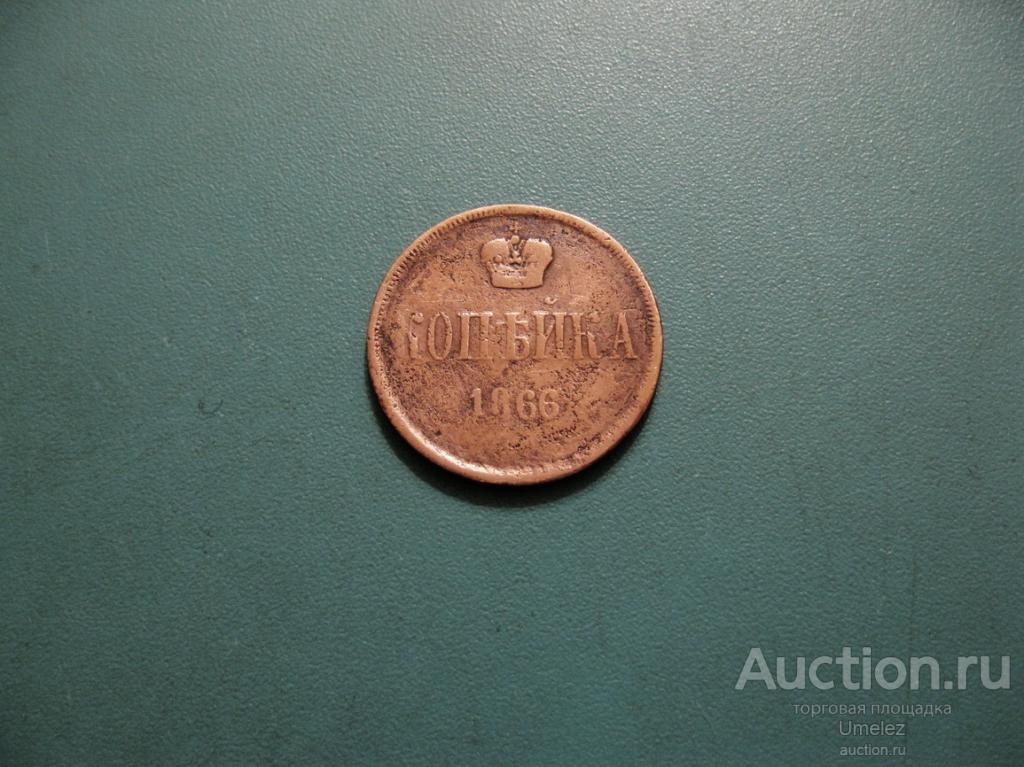 КОПѢЙКА
1866
Auction.ru
торговая площадка
Umelez
auction.ru